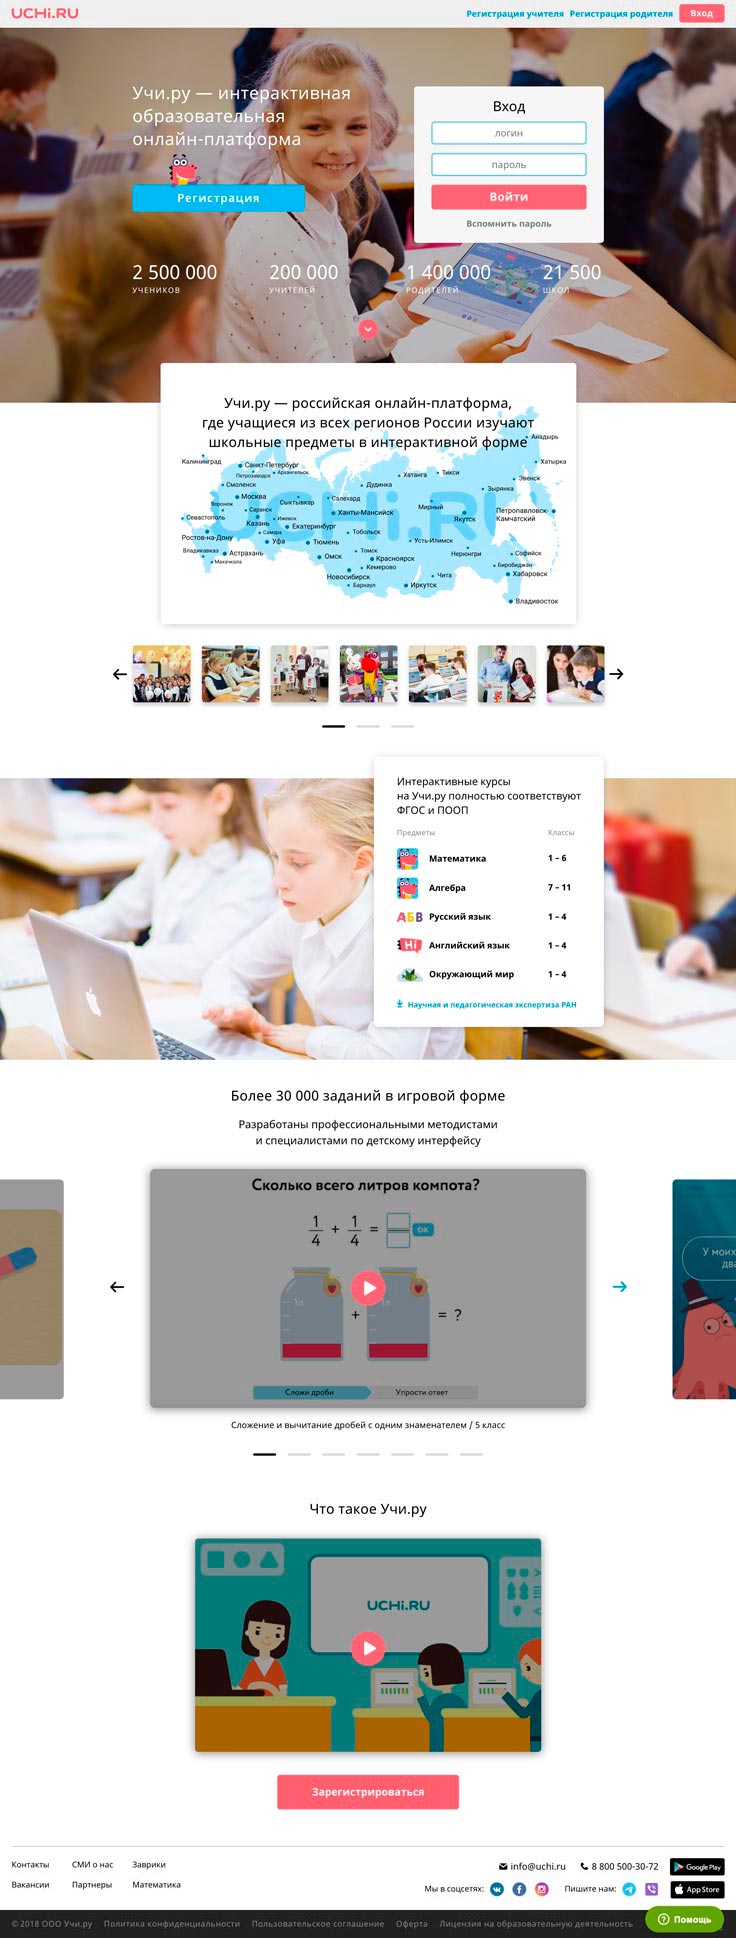 UCHi.RU
Регистрация учителя Регистрация родителя Вход
Учи.ру — интерактивная
образовательная
онлайн-платформа
Регистрация
Вход
логин
пароль
Войти
Вспомнить пароль
2 500 000 200 000 1 400 000 21 500
УЧЕНИКОВ УЧИТЕЛЕЙ РОДИТЕЛЕЙ ШКОЛ
Учи.ру — российская онлайн-платформа,
где учащиеся из всех регионов России изучают
школьные предметы в интерактивной форме
UCHi.RU
Анадырь
Калининград
Санкт-Петербург
Хатырка
Петрозаводск
Архангельск
Хатанга
Тикси
Эвенск
Смоленск
Дудинка
Зырянка
Москва
Сыктывкар
Салехард
Воронеж
Саранск
Мирный
Петропавловск-
Камчатский
Ханты-Мансийск
Севастополь
Казань
Ижевск
Якутск
Екатеринбург
Самара
Тобольск
Ростов-на-Дону
Уфа
Тюмень
Усть-Илимск
Владикавказ
Астрахань
Томск
Нерюнгри
Софийск
Омск
Красноярск
Махачкала
Кемерово
Биробиджан
Новосибирск
Чита
Хабаровск
Барнаул
Иркутск
Владивосток
Интерактивные курсы
на Учи.ру полностью соответствуют
ФГОС и ПООП
Предметы Классы
Математика 1 – 6
Алгебра 7 – 11
АБВ Русский язык 1 – 4
Hi Английский язык 1 – 4
Окружающий мир 1 – 4
Научная и педагогическая экспертиза РАН
Более 30 000 заданий в игровой форме
Разработаны профессиональными методистами
и специалистами по детскому интерфейсу
Сколько всего литров компота?
1/4 + 1/4 = OK
1л + 1л = ?
Сложи дроби Упрости ответ
У моих
два
Сложение и вычитание дробей с одним знаменателем / 5 класс
Что такое Учи.ру
UCHi.RU
Зарегистрироваться
Контакты СМИ о нас Заврики
info@uchi.ru 8 800 500-30-72 Google Play
Вакансии Партнеры Математика
Мы в соцсетях: Пишите нам: App Store
© 2018 ООО Учи.ру Политика конфиденциальности Пользовательское соглашение Оферта Лицензия на образовательную деятельность
Помощь